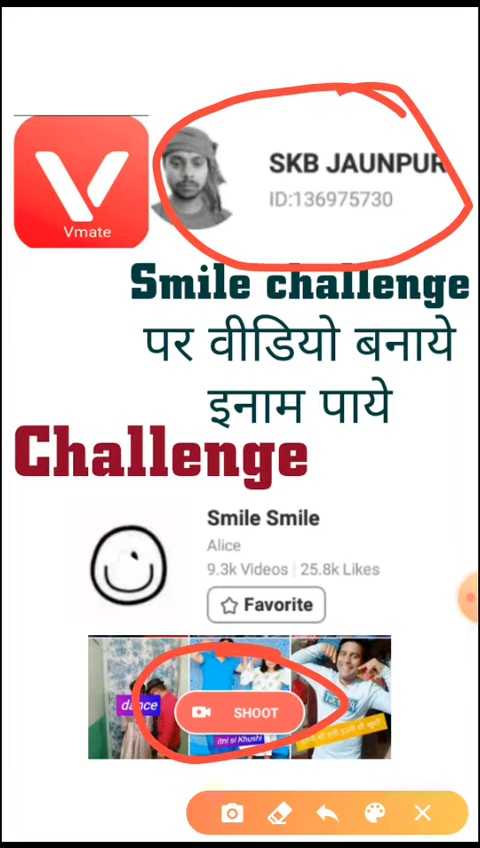 Vmate
SKB JAUNPUR
ID:136975730
Smile challenge
पर वीडियो बनाये
इनाम पाये
Challenge
Smile Smile
Alice
9.3k Videos | 25.8k Likes
Favorite
dance
SHOOT
mi si Khushi